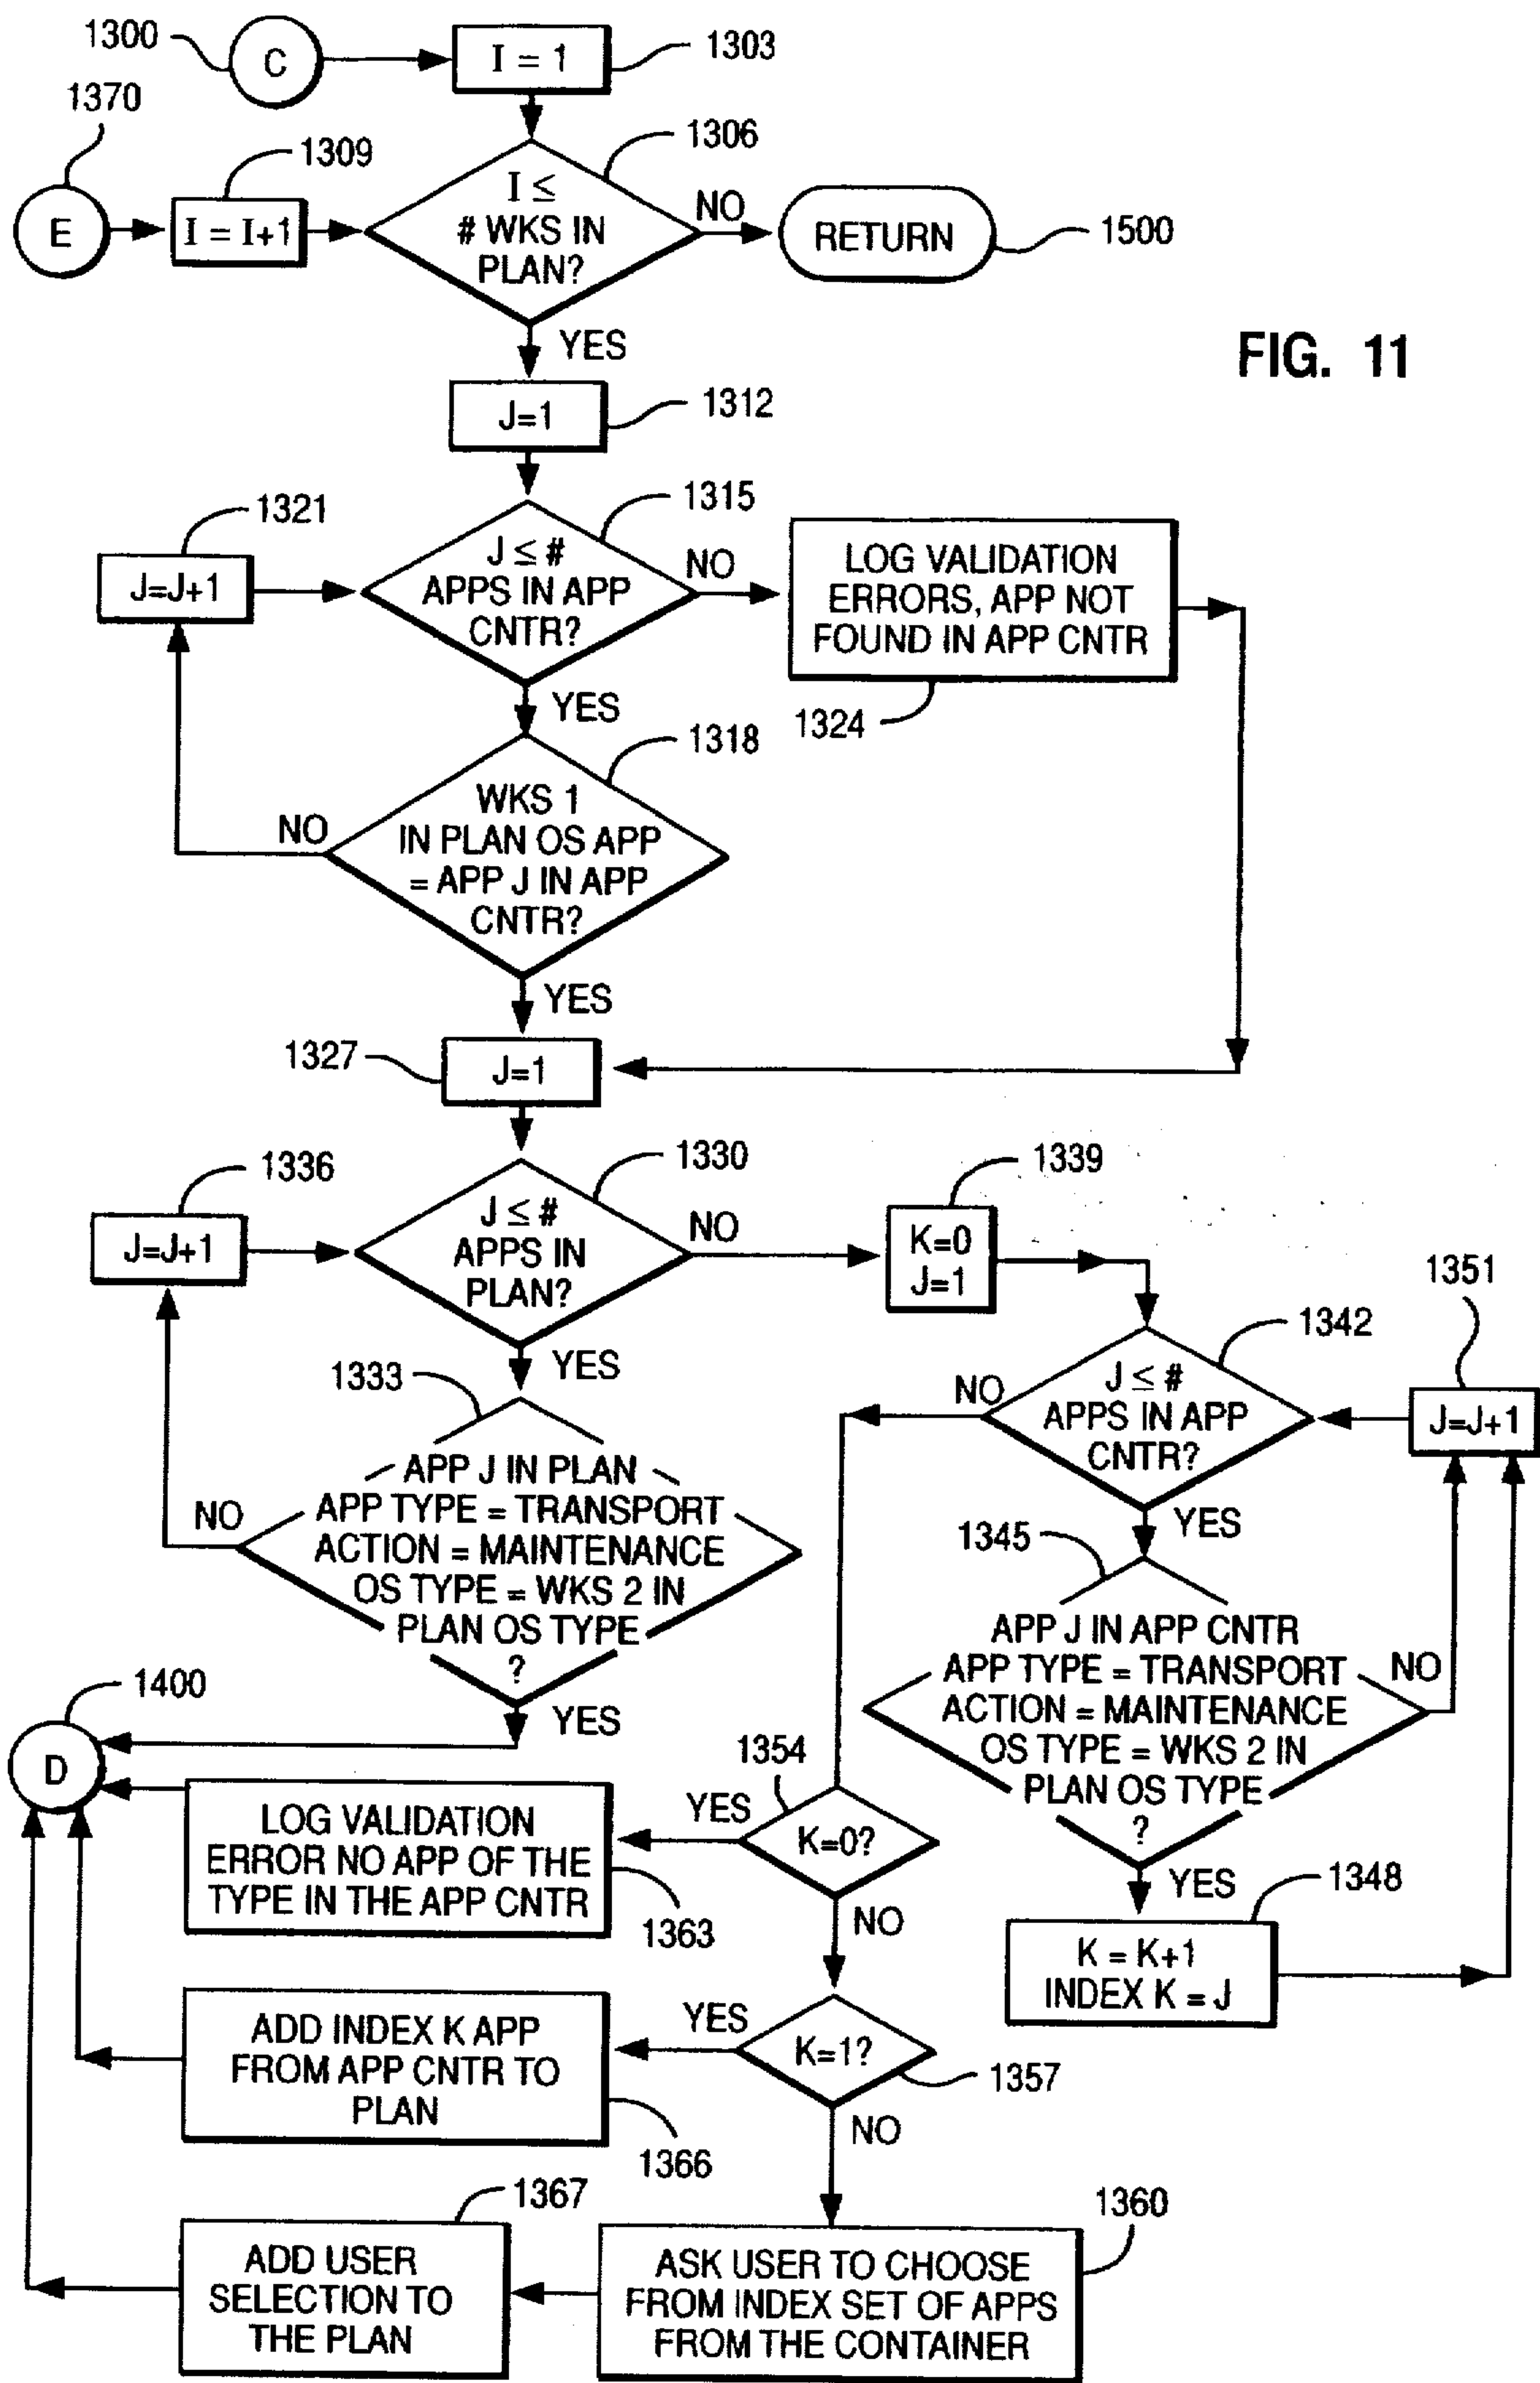 1300
C
I = 1
1303
1370
E
1309
I = I+1
1306
I ≤
# WKS IN
PLAN?
NO
RETURN
1500
YES
FIG. 11
J=1
1312
1321
J=J+1
1315
J ≤ #
APPS IN APP
CNTR?
NO
LOG VALIDATION
ERRORS, APP NOT
FOUND IN APP CNTR
1324
YES
1318
WKS 1
IN PLAN OS APP
= APP J IN APP
CNTR?
NO
YES
1327
J=1
1336
J=J+1
1330
J ≤ #
APPS IN
PLAN?
NO
1339
K=0
J=1
YES
1333
APP J IN PLAN
APP TYPE = TRANSPORT
ACTION = MAINTENANCE
OS TYPE = WKS 2 IN
PLAN OS TYPE
?
NO
YES
1342
J ≤ #
APPS IN APP
CNTR?
NO
1351
J=J+1
YES
1345
APP J IN APP CNTR
APP TYPE = TRANSPORT
ACTION = MAINTENANCE
OS TYPE = WKS 2 IN
PLAN OS TYPE
?
NO
YES
1348
K = K+1
INDEX K = J
1400
D
1354
K=0?
YES
LOG VALIDATION
ERROR NO APP OF THE
TYPE IN THE APP CNTR
1363
NO
K=1?
1357
YES
ADD INDEX K APP
FROM APP CNTR TO
PLAN
1366
NO
1360
ASK USER TO CHOOSE
FROM INDEX SET OF APPS
FROM THE CONTAINER
1367
ADD USER
SELECTION TO
THE PLAN